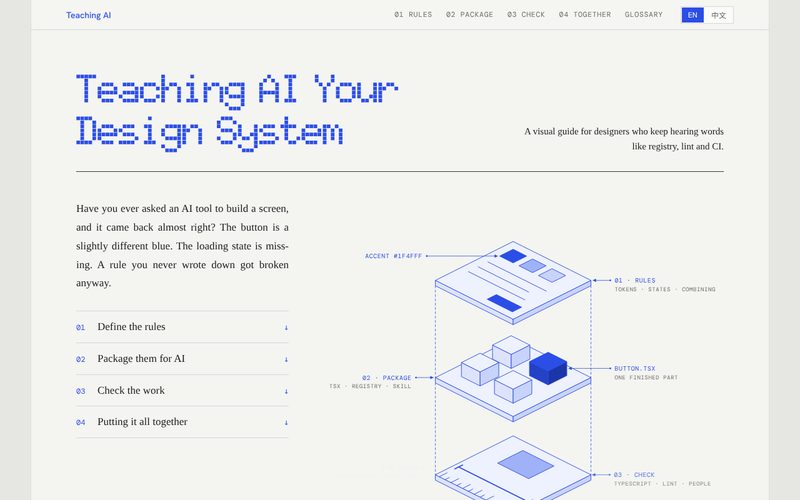 Teaching AI
01 RULES 02 PACKAGE 03 CHECK 04 TOGETHER GLOSSARY EN 中文
Teaching AI Your
Design System
A visual guide for designers who keep hearing words
like registry, lint and CI.
Have you ever asked an AI tool to build a screen,
and it came back almost right? The button is a
slightly different blue. The loading state is miss-
ing. A rule you never wrote down got broken
anyway.
01 Define the rules ↓
02 Package them for AI ↓
03 Check the work ↓
04 Putting it all together ↓
ACCENT #1F4FFF
01 · RULES
TOKENS · STATES · COMBINING
02 · PACKAGE
TSX · REGISTRY · SKILL
BUTTON.TSX
ONE FINISHED PART
03 · CHECK
TYPESCRIPT · LINT · PEOPLE